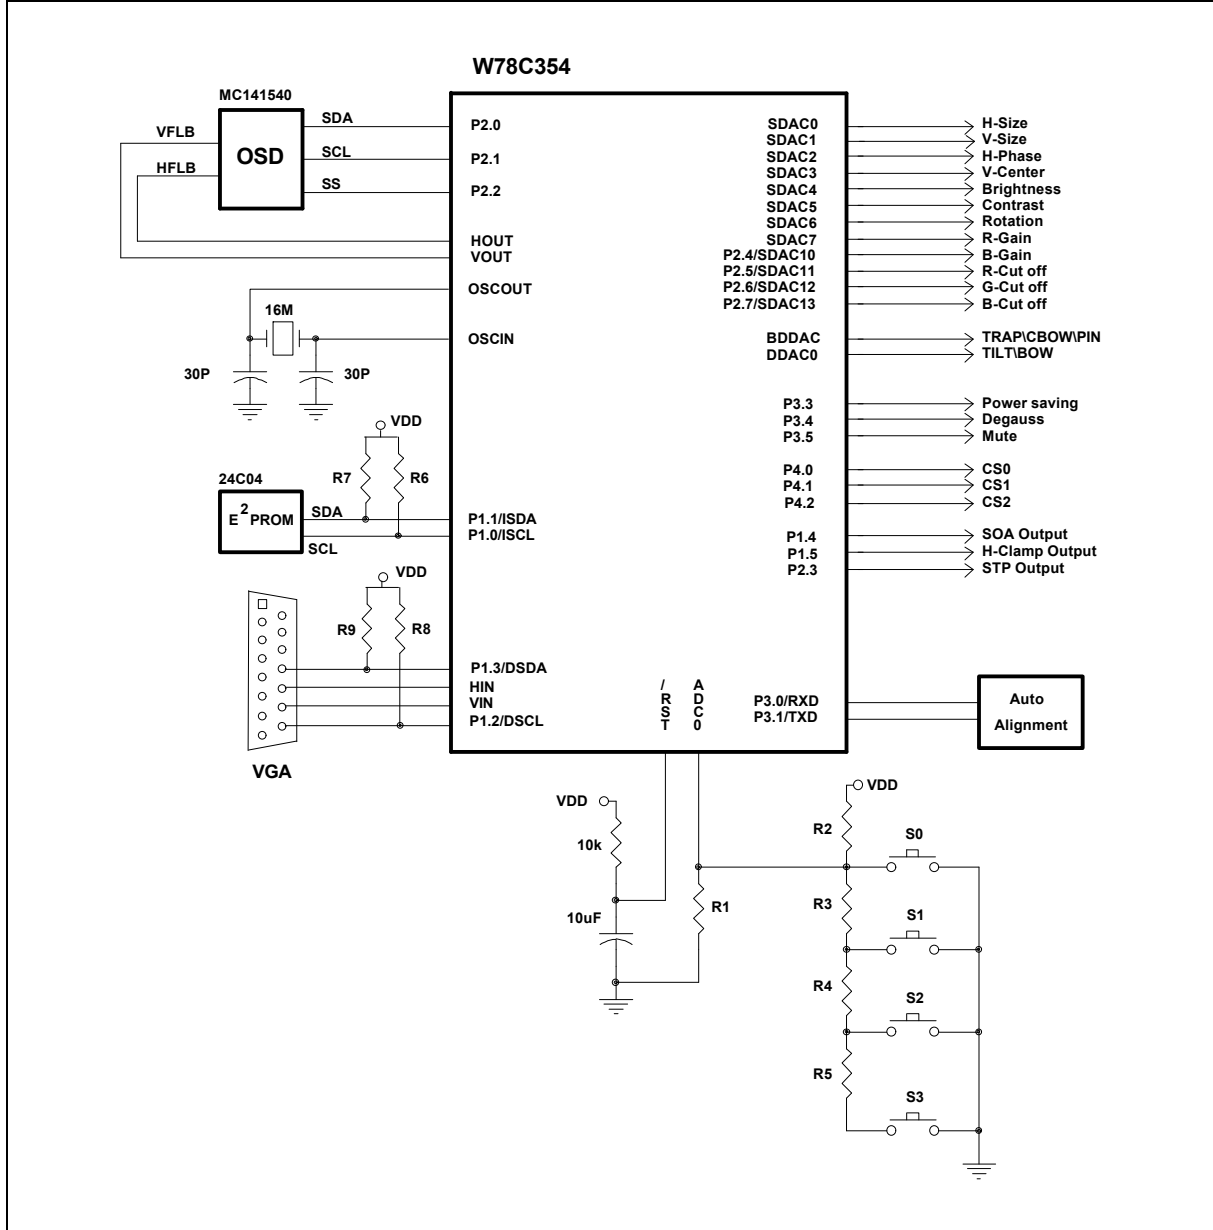 W78C354
MC141540
OSD
VFLB
HFLB
SDA
SCL
SS
P2.0
P2.1
P2.2
HOUT
VOUT
OSCOUT
OSCIN
16M
30P
30P
VDD
R7
R6
24C04
E2PROM
SDA
SCL
P1.1/ISDA
P1.0/ISCL
VDD
R9
R8
P1.3/DSDA
HIN
VIN
P1.2/DSCL
VGA
SDAC0 H-Size
SDAC1 V-Size
SDAC2 H-Phase
SDAC3 V-Center
SDAC4 Brightness
SDAC5 Contrast
SDAC6 Rotation
SDAC7 R-Gain
P2.4/SDAC10 B-Gain
P2.5/SDAC11 R-Cut off
P2.6/SDAC12 G-Cut off
P2.7/SDAC13 B-Cut off
BDDAC TRAP\CBOW\PIN
DDAC0 TILT\BOW
P3.3 Power saving
P3.4 Degauss
P3.5 Mute
P4.0 CS0
P4.1 CS1
P4.2 CS2
P1.4 SOA Output
P1.5 H-Clamp Output
P2.3 STP Output
/RST
ADC0
P3.0/RXD
P3.1/TXD
Auto
Alignment
VDD
10k
10uF
R1
VDD
R2
S0
R3
S1
R4
S2
R5
S3